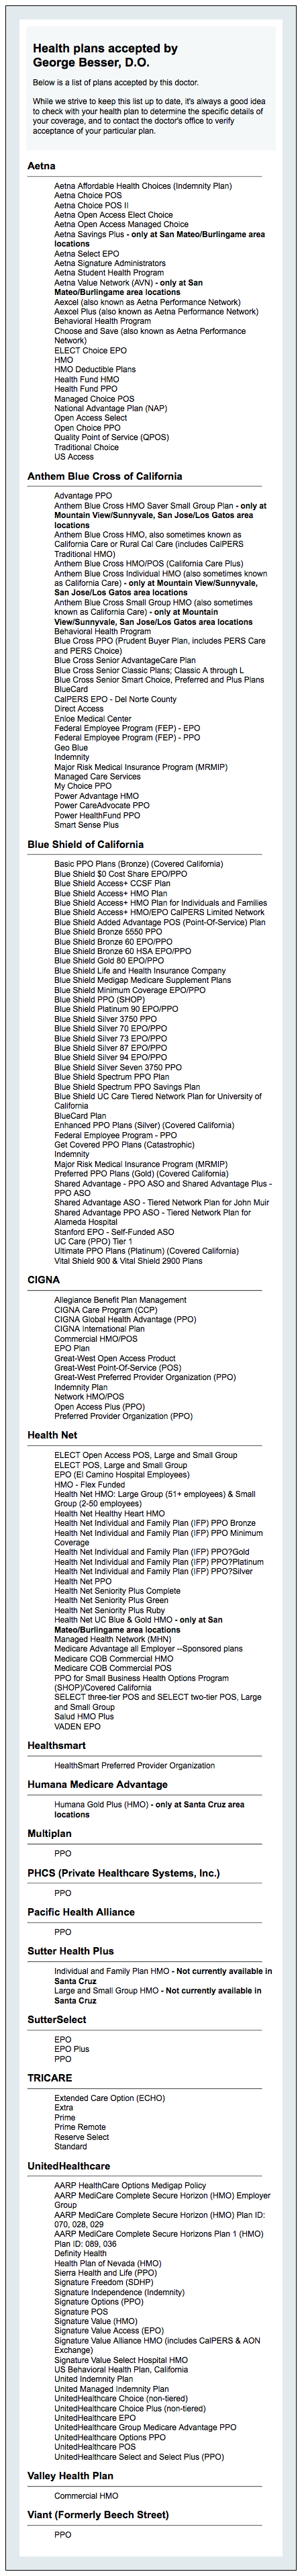 Health plans accepted by
George Besser, D.O.
Below is a list of plans accepted by this doctor.
While we strive to keep this list up to date, it's always a good idea
to check with your health plan to determine the specific details of
your coverage, and to contact the doctor's office to verify
acceptance of your particular plan.
Aetna
Aetna Affordable Health Choices (Indemnity Plan)
Aetna Choice POS
Aetna Choice POS II
Aetna Open Access Elect Choice
Aetna Open Access Managed Choice
Aetna Savings Plus - only at San Mateo/Burlingame area
locations
Aetna Select EPO
Aetna Signature Administrators
Aetna Student Health Program
Aetna Value Network (AVN) - only at San
Mateo/Burlingame area locations
Aexcel (also known as Aetna Performance Network)
Aexcel Plus (also known as Aetna Performance Network)
Behavioral Health Program
Choose and Save (also known as Aetna Performance
Network)
ELECT Choice EPO
HMO
HMO Deductible Plans
Health Fund HMO
Health Fund PPO
Managed Choice POS
National Advantage Plan (NAP)
Open Access Select
Open Choice PPO
Quality Point of Service (QPOS)
Traditional Choice
US Access
Anthem Blue Cross of California
Advantage PPO
Anthem Blue Cross HMO Saver Small Group Plan - only at
Mountain View/Sunnyvale, San Jose/Los Gatos area
locations
Anthem Blue Cross HMO, also sometimes known as
California Care or Rural Cal Care (includes CalPERS
Traditional HMO)
Anthem Blue Cross HMO/POS (California Care Plus)
Anthem Blue Cross Individual HMO (also sometimes known
as California Care) - only at Mountain View/Sunnyvale,
San Jose/Los Gatos area locations
Anthem Blue Cross Small Group HMO (also sometimes
known as California Care) - only at Mountain
View/Sunnyvale, San Jose/Los Gatos area locations
Behavioral Health Program
Blue Cross PPO (Prudent Buyer Plan, includes PERS Care
and PERS Choice)
Blue Cross Senior AdvantageCare Plan
Blue Cross Senior Classic Plans; Classic A through L
Blue Cross Senior Smart Choice, Preferred and Plus Plans
BlueCard
CalPERS EPO - Del Norte County
Direct Access
Enloe Medical Center
Federal Employee Program (FEP) - EPO
Federal Employee Program (FEP) - PPO
Geo Blue
Indemnity
Major Risk Medical Insurance Program (MRMIP)
Managed Care Services
My Choice PPO
Power Advantage HMO
Power CareAdvocate PPO
Power HealthFund PPO
Smart Sense Plus
Blue Shield of California
Basic PPO Plans (Bronze) (Covered California)
Blue Shield $0 Cost Share EPO/PPO
Blue Shield Access+ CCSF Plan
Blue Shield Access+ HMO Plan
Blue Shield Access+ HMO Plan for Individuals and Families
Blue Shield Access+ HMO/EPO CalPERS Limited Network
Blue Shield Added Advantage POS (Point-Of-Service) Plan
Blue Shield Bronze 5550 PPO
Blue Shield Bronze 60 EPO/PPO
Blue Shield Bronze 60 HSA EPO/PPO
Blue Shield Gold 80 EPO/PPO
Blue Shield Life and Health Insurance Company
Blue Shield Medigap Medicare Supplement Plans
Blue Shield Minimum Coverage EPO/PPO
Blue Shield PPO (SHOP)
Blue Shield Platinum 90 EPO/PPO
Blue Shield Silver 3750 PPO
Blue Shield Silver 70 EPO/PPO
Blue Shield Silver 73 EPO/PPO
Blue Shield Silver 87 EPO/PPO
Blue Shield Silver 94 EPO/PPO
Blue Shield Silver Seven 3750 PPO
Blue Shield Spectrum PPO Plan
Blue Shield Spectrum PPO Savings Plan
Blue Shield UC Care Tiered Network Plan for University of
California
BlueCard Plan
Enhanced PPO Plans (Silver) (Covered California)
Federal Employee Program - PPO
Get Covered PPO Plans (Catastrophic)
Indemnity
Major Risk Medical Insurance Program (MRMIP)
Preferred PPO Plans (Gold) (Covered California)
Shared Advantage - PPO ASO and Shared Advantage Plus -
PPO ASO
Shared Advantage ASO - Tiered Network Plan for John Muir
Shared Advantage PPO ASO - Tiered Network Plan for
Alameda Hospital
Stanford EPO - Self-Funded ASO
UC Care (PPO) Tier 1
Ultimate PPO Plans (Platinum) (Covered California)
Vital Shield 900 & Vital Shield 2900 Plans
CIGNA
Allegiance Benefit Plan Management
CIGNA Care Program (CCP)
CIGNA Global Health Advantage (PPO)
CIGNA International Plan
Commercial HMO/POS
EPO Plan
Great-West Open Access Product
Great-West Point-Of-Service (POS)
Great-West Preferred Provider Organization (PPO)
Indemnity Plan
Network HMO/POS
Open Access Plus (PPO)
Preferred Provider Organization (PPO)
Health Net
ELECT Open Access POS, Large and Small Group
ELECT POS, Large and Small Group
EPO (El Camino Hospital Employees)
HMO - Flex Funded
Health Net HMO: Large Group (51+ employees) & Small
Group (2-50 employees)
Health Net Healthy Heart HMO
Health Net Individual and Family Plan (IFP) PPO Bronze
Health Net Individual and Family Plan (IFP) PPO Minimum
Coverage
Health Net Individual and Family Plan (IFP) PPO?Gold
Health Net Individual and Family Plan (IFP) PPO?Platinum
Health Net Individual and Family Plan (IFP) PPO?Silver
Health Net PPO
Health Net Seniority Plus Complete
Health Net Seniority Plus Green
Health Net Seniority Plus Ruby
Health Net UC Blue & Gold HMO - only at San
Mateo/Burlingame area locations
Managed Health Network (MHN)
Medicare Advantage all Employer --Sponsored plans
Medicare COB Commercial HMO
Medicare COB Commercial POS
PPO for Small Business Health Options Program
(SHOP)/Covered California
SELECT three-tier POS and SELECT two-tier POS, Large
and Small Group
Salud HMO Plus
VADEN EPO
Healthsmart
HealthSmart Preferred Provider Organization
Humana Medicare Advantage
Humana Gold Plus (HMO) - only at Santa Cruz area
locations
Multiplan
PPO
PHCS (Private Healthcare Systems, Inc.)
PPO
Pacific Health Alliance
PPO
Sutter Health Plus
Individual and Family Plan HMO - Not currently available in
Santa Cruz
Large and Small Group HMO - Not currently available in
Santa Cruz
SutterSelect
EPO
EPO Plus
PPO
TRICARE
Extended Care Option (ECHO)
Extra
Prime
Prime Remote
Reserve Select
Standard
UnitedHealthcare
AARP HealthCare Options Medigap Policy
AARP MediCare Complete Secure Horizon (HMO) Employer
Group
AARP MediCare Complete Secure Horizon (HMO) Plan ID:
070, 028, 029
AARP MediCare Complete Secure Horizons Plan 1 (HMO)
Plan ID: 089, 036
Definity Health
Health Plan of Nevada (HMO)
Sierra Health and Life (PPO)
Signature Freedom (SDHP)
Signature Independence (Indemnity)
Signature Options (PPO)
Signature POS
Signature Value (HMO)
Signature Value Access (EPO)
Signature Value Alliance HMO (includes CalPERS & AON
Exchange)
Signature Value Select Hospital HMO
US Behavioral Health Plan, California
United Indemnity Plan
United Managed Indemnity Plan
UnitedHealthcare Choice (non-tiered)
UnitedHealthcare Choice Plus (non-tiered)
UnitedHealthcare EPO
UnitedHealthcare Group Medicare Advantage PPO
UnitedHealthcare Options PPO
UnitedHealthcare POS
UnitedHealthcare Select and Select Plus (PPO)
Valley Health Plan
Commercial HMO
Viant (Formerly Beech Street)
PPO